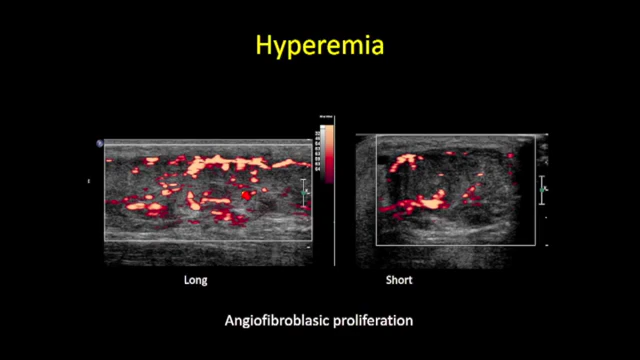 Hyperemia
Long
Short
Angiofibroblasic proliferation